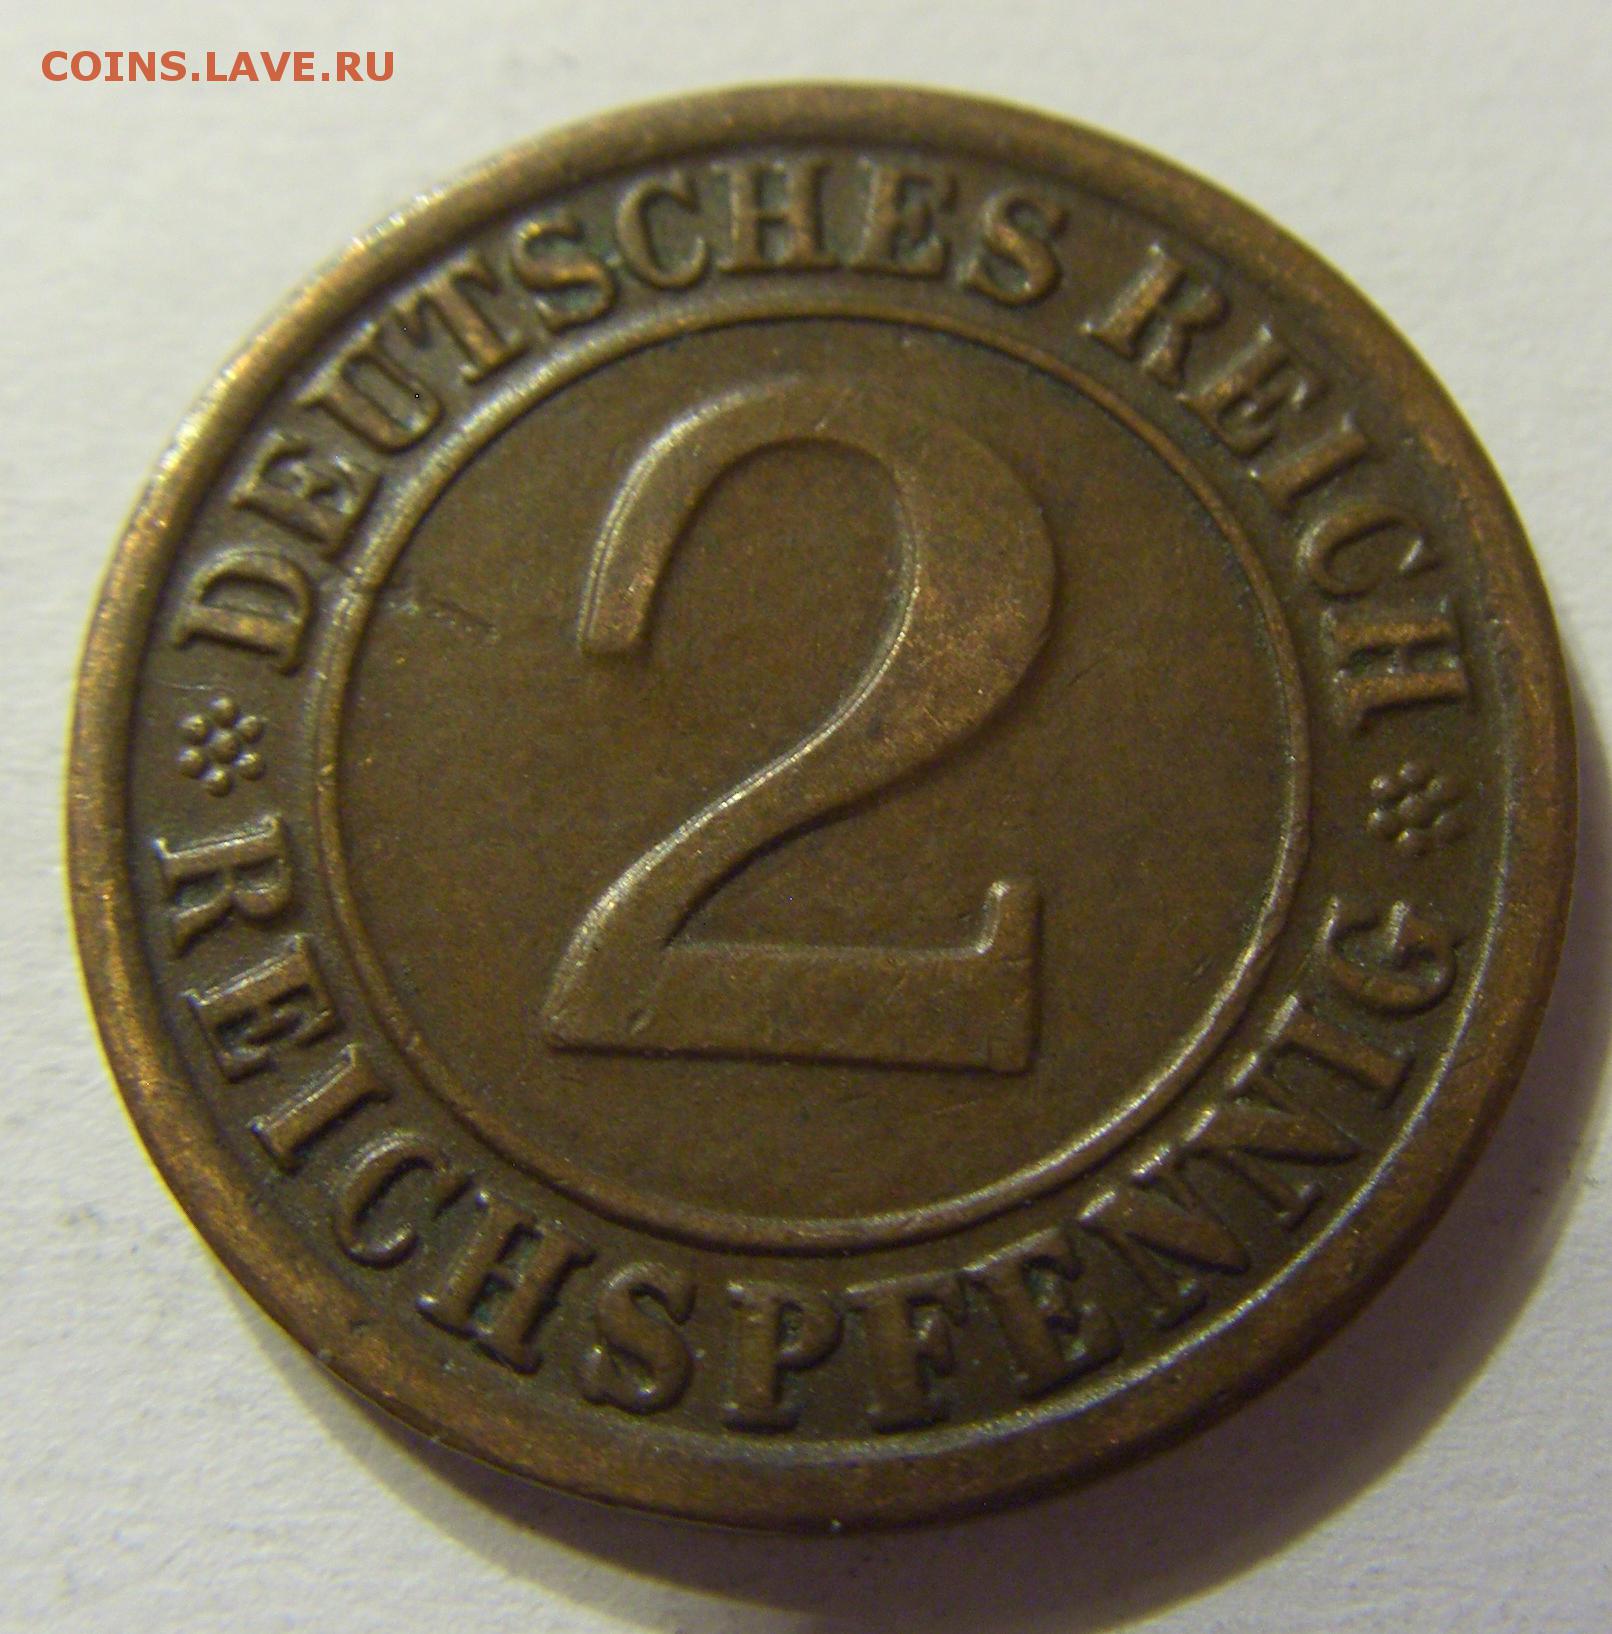 COINS.LAVE.RU
DEUTSCHES REICH
2
REICHSPFENNIG